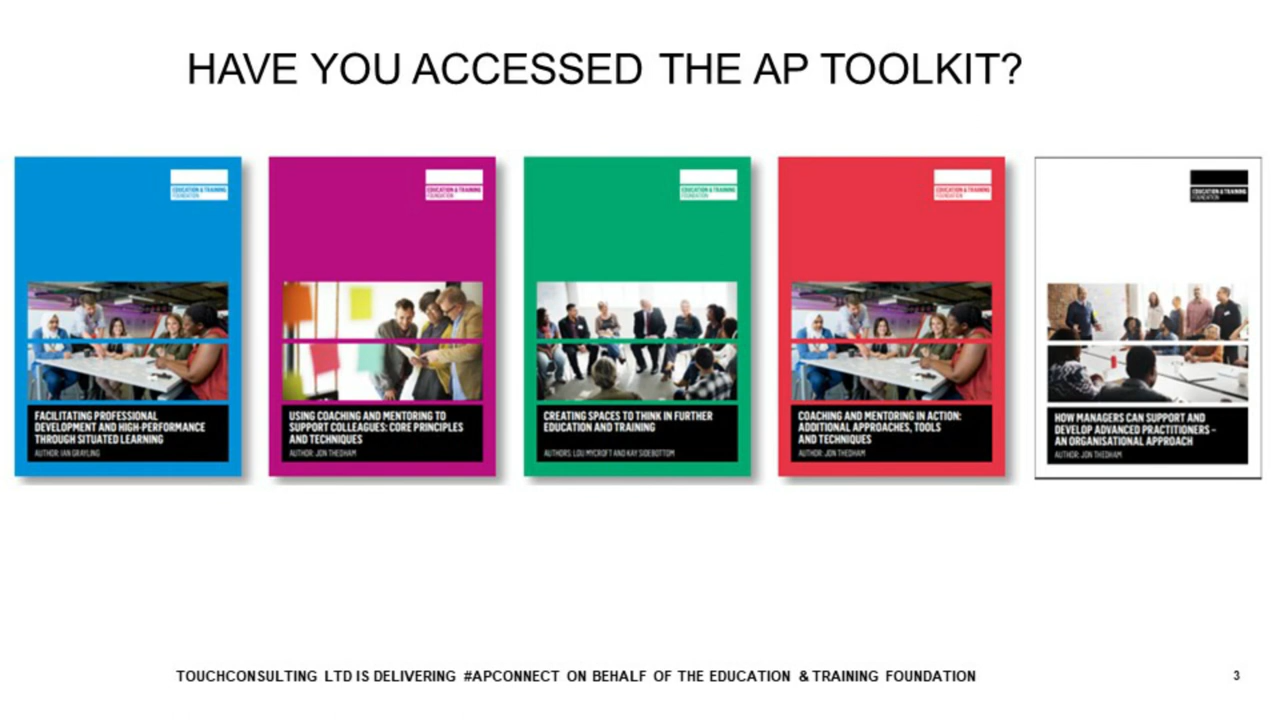 HAVE YOU ACCESSED THE AP TOOLKIT?
EDUCATION & TRAINING
FOUNDATION
FACILITATING PROFESSIONAL
DEVELOPMENT AND HIGH-PERFORMANCE
THROUGH SITUATED LEARNING
AUTHOR: IAN GRAYLING
EDUCATION & TRAINING
FOUNDATION
USING COACHING AND MENTORING TO
SUPPORT COLLEAGUES: CORE PRINCIPLES
AND TECHNIQUES
AUTHOR: JON THEDHAM
EDUCATION & TRAINING
FOUNDATION
CREATING SPACES TO THINK IN FURTHER
EDUCATION AND TRAINING
AUTHORS: LOU MYCROFT AND KAY SIDEBOTTOM
EDUCATION & TRAINING
FOUNDATION
COACHING AND MENTORING IN ACTION:
ADDITIONAL APPROACHES, TOOLS
AND TECHNIQUES
AUTHOR: JON THEDHAM
EDUCATION & TRAINING
FOUNDATION
HOW MANAGERS CAN SUPPORT AND
DEVELOP ADVANCED PRACTITIONERS –
AN ORGANISATIONAL APPROACH
AUTHOR: JON THEDHAM
TOUCHCONSULTING LTD IS DELIVERING #APCONNECT ON BEHALF OF THE EDUCATION & TRAINING FOUNDATION
3